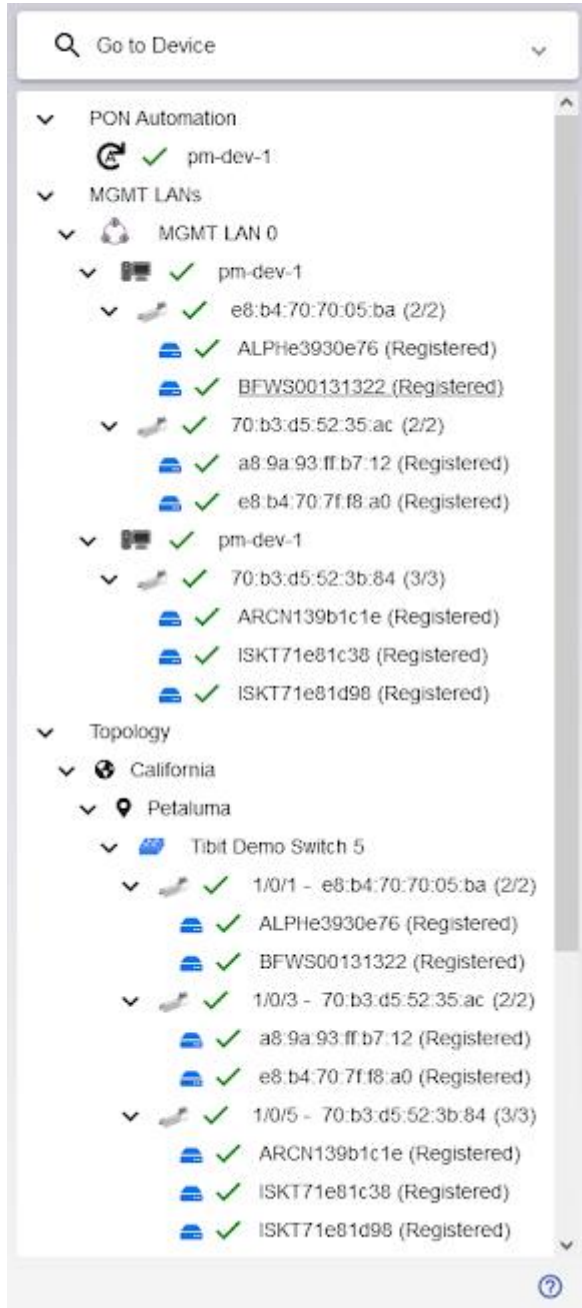 Go to Device
PON Automation
pm-dev-1
MGMT LANs
MGMT LAN 0
pm-dev-1
e8:b4:70:70:05:ba (2/2)
ALPHe3930e76 (Registered)
BFWS00131322 (Registered)
70:b3:d5:52:35:ac (2/2)
a8:9a:93:ff:b7:12 (Registered)
e8:b4:70:7f:f8:a0 (Registered)
pm-dev-1
70:b3:d5:52:3b:84 (3/3)
ARCN139b1c1e (Registered)
ISKT71e81c38 (Registered)
ISKT71e81d98 (Registered)
Topology
California
Petaluma
Tibit Demo Switch 5
1/0/1 - e8:b4:70:70:05:ba (2/2)
ALPHe3930e76 (Registered)
BFWS00131322 (Registered)
1/0/3 - 70:b3:d5:52:35:ac (2/2)
a8:9a:93:ff:b7:12 (Registered)
e8:b4:70:7f:f8:a0 (Registered)
1/0/5 - 70:b3:d5:52:3b:84 (3/3)
ARCN139b1c1e (Registered)
ISKT71e81c38 (Registered)
ISKT71e81d98 (Registered)